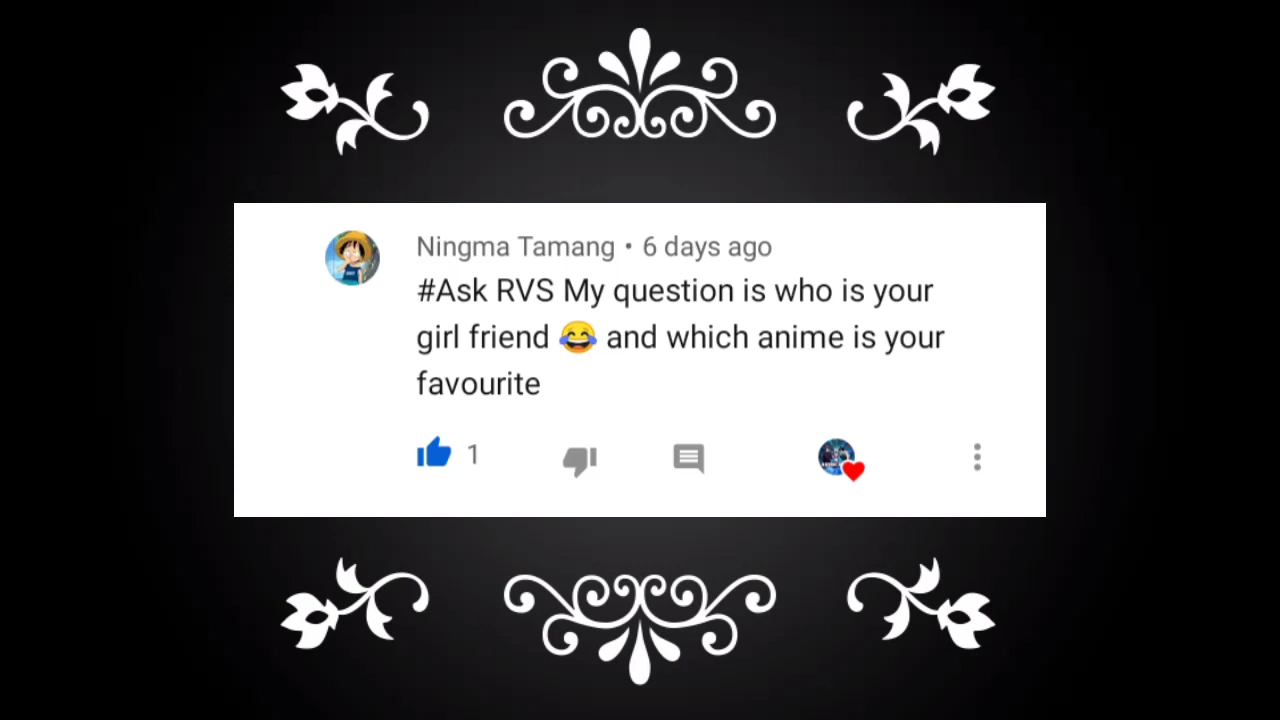 Ningma Tamang • 6 days ago
#Ask RVS My question is who is your
girl friend 😂 and which anime is your
favourite
1